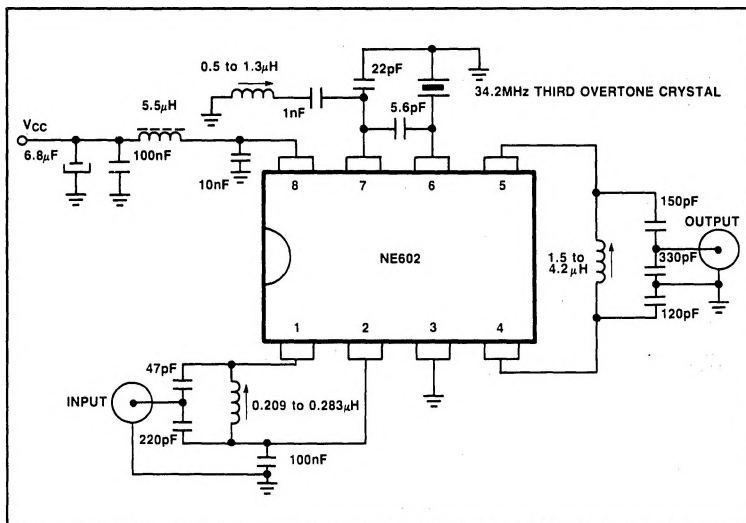 0.5 to 1.3μH
22pF
34.2MHz THIRD OVERTONE CRYSTAL
1nF
5.6pF
5.5μH
VCC
6.8μF
100nF
10nF
8
7
6
5
150pF
OUTPUT
NE602
1.5 to
4.2μH
330pF
120pF
1
2
3
4
47pF
INPUT
0.209 to 0.283μH
220pF
100nF